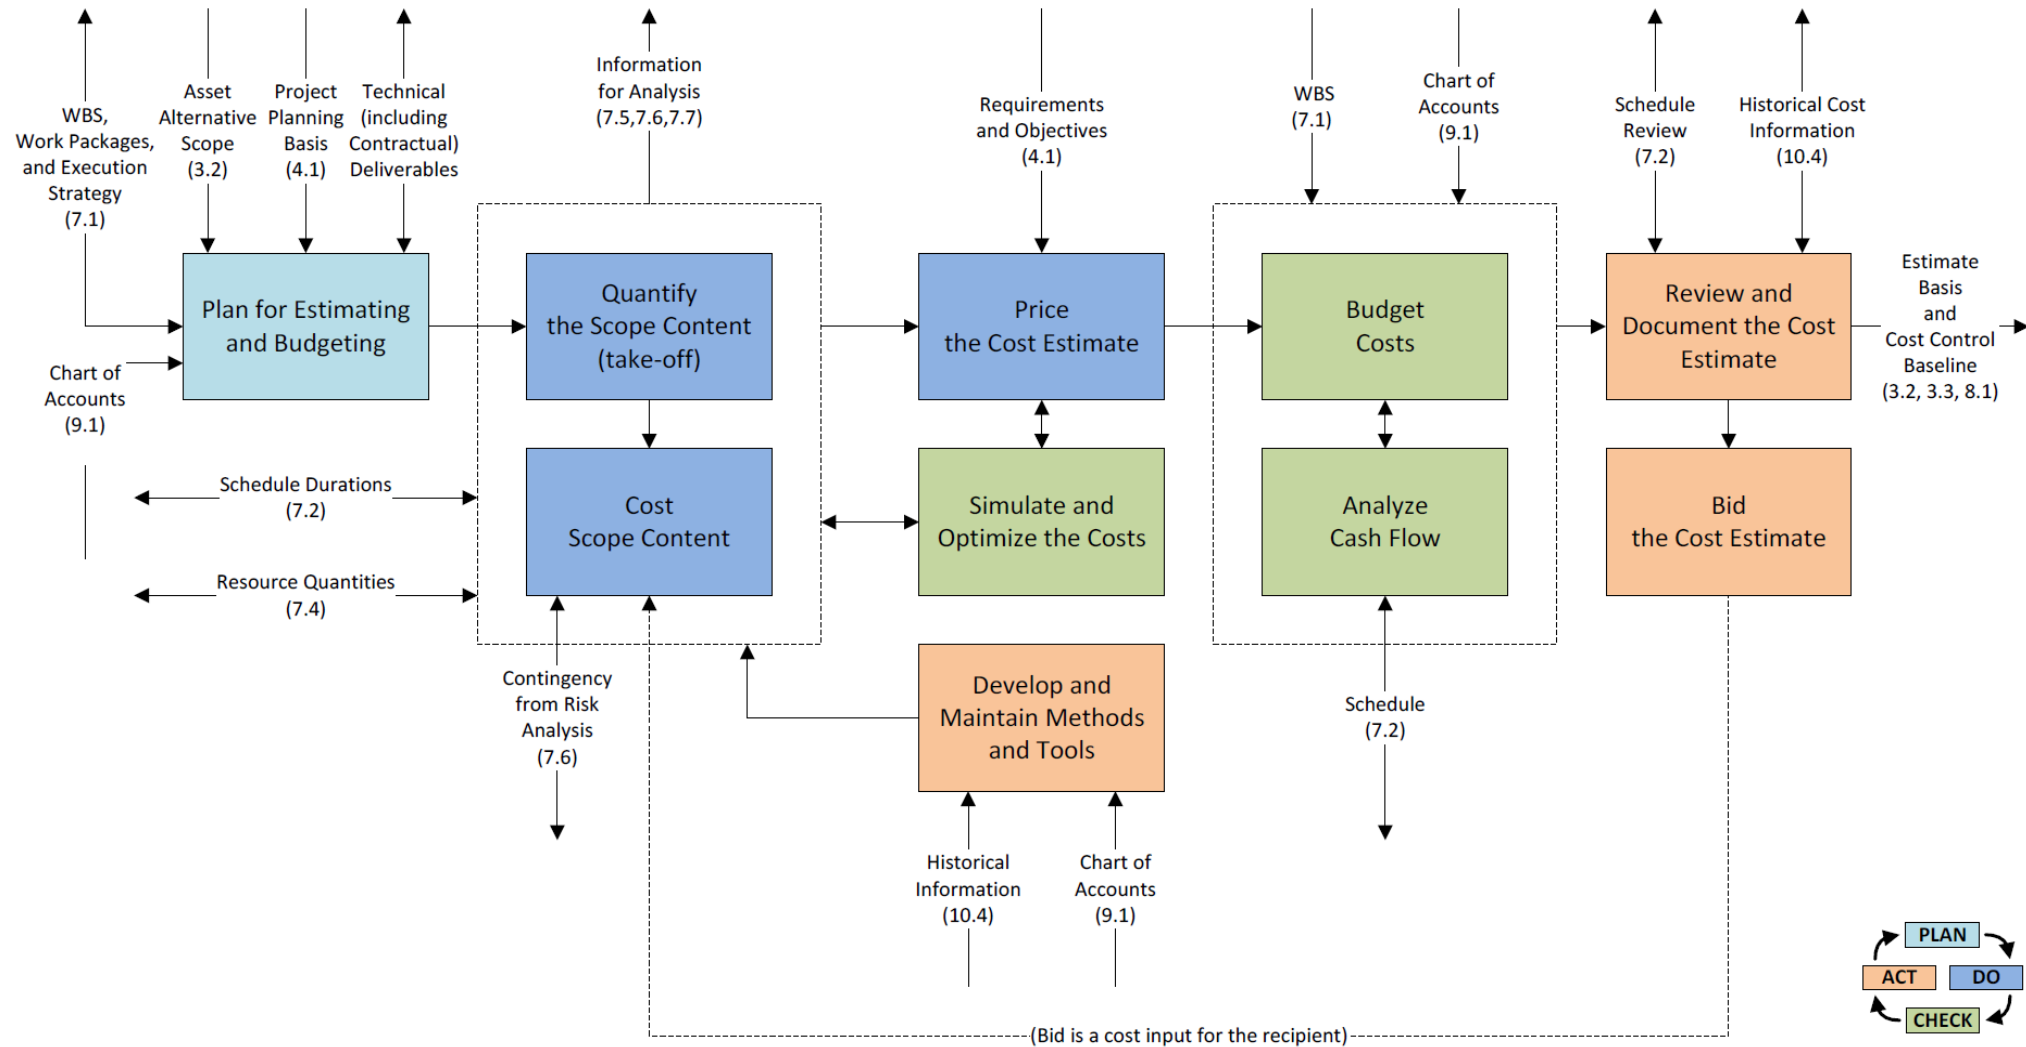 WBS,
Work Packages,
and Execution
Strategy
(7.1)
Asset
Alternative
Scope
(3.2)
Project
Planning
Basis
(4.1)
Technical
(including
Contractual)
Deliverables
Information
for Analysis
(7.5,7.6,7.7)
Requirements
and Objectives
(4.1)
WBS
(7.1)
Chart of
Accounts
(9.1)
Schedule
Review
(7.2)
Historical Cost
Information
(10.4)
Plan for Estimating
and Budgeting
Quantify
the Scope Content
(take-off)
Price
the Cost Estimate
Budget
Costs
Review and
Document the Cost
Estimate
Estimate
Basis
and
Cost Control
Baseline
(3.2, 3.3, 8.1)
Chart of
Accounts
(9.1)
Schedule Durations
(7.2)
Resource Quantities
(7.4)
Cost
Scope Content
Simulate and
Optimize the Costs
Analyze
Cash Flow
Bid
the Cost Estimate
Contingency
from Risk
Analysis
(7.6)
Develop and
Maintain Methods
and Tools
Schedule
(7.2)
Historical
Information
(10.4)
Chart of
Accounts
(9.1)
(Bid is a cost input for the recipient)
PLAN
ACT
DO
CHECK